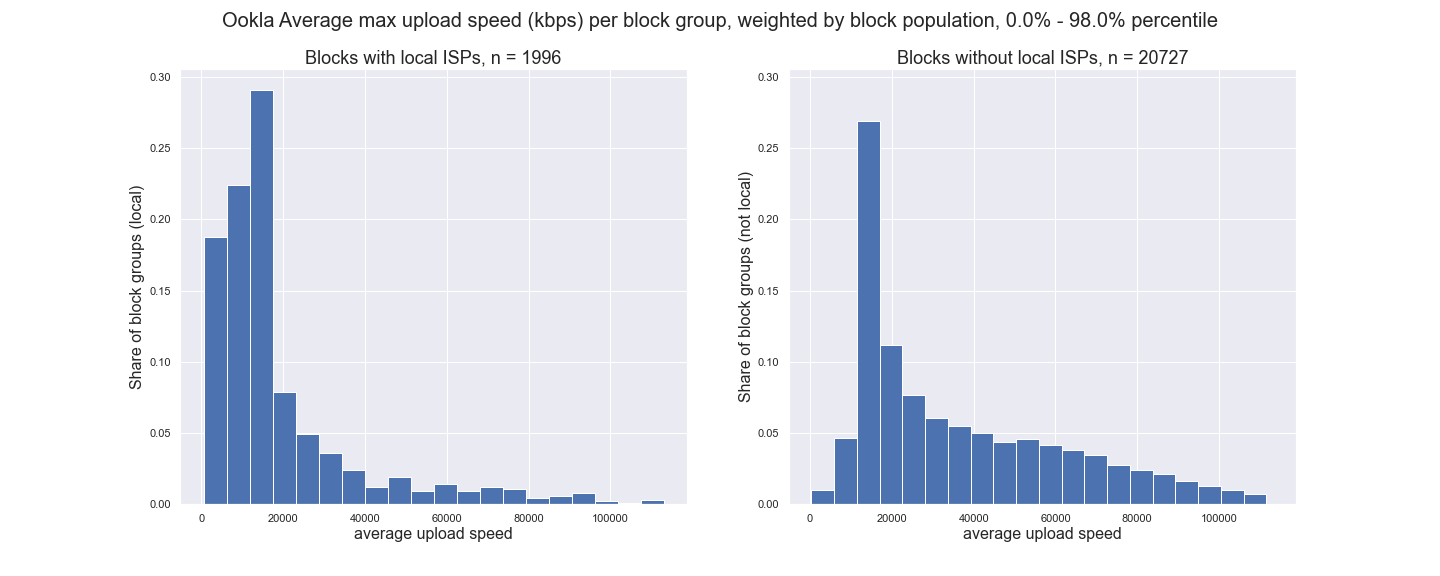 Ookla Average max upload speed (kbps) per block group, weighted by block population, 0.0% - 98.0% percentile
Blocks with local ISPs, n = 1996
Share of block groups (local)
0.30
0.25
0.20
0.15
0.10
0.05
0.00
0 20000 40000 60000 80000 100000
average upload speed
Blocks without local ISPs, n = 20727
Share of block groups (not local)
0.30
0.25
0.20
0.15
0.10
0.05
0.00
0 20000 40000 60000 80000 100000
average upload speed